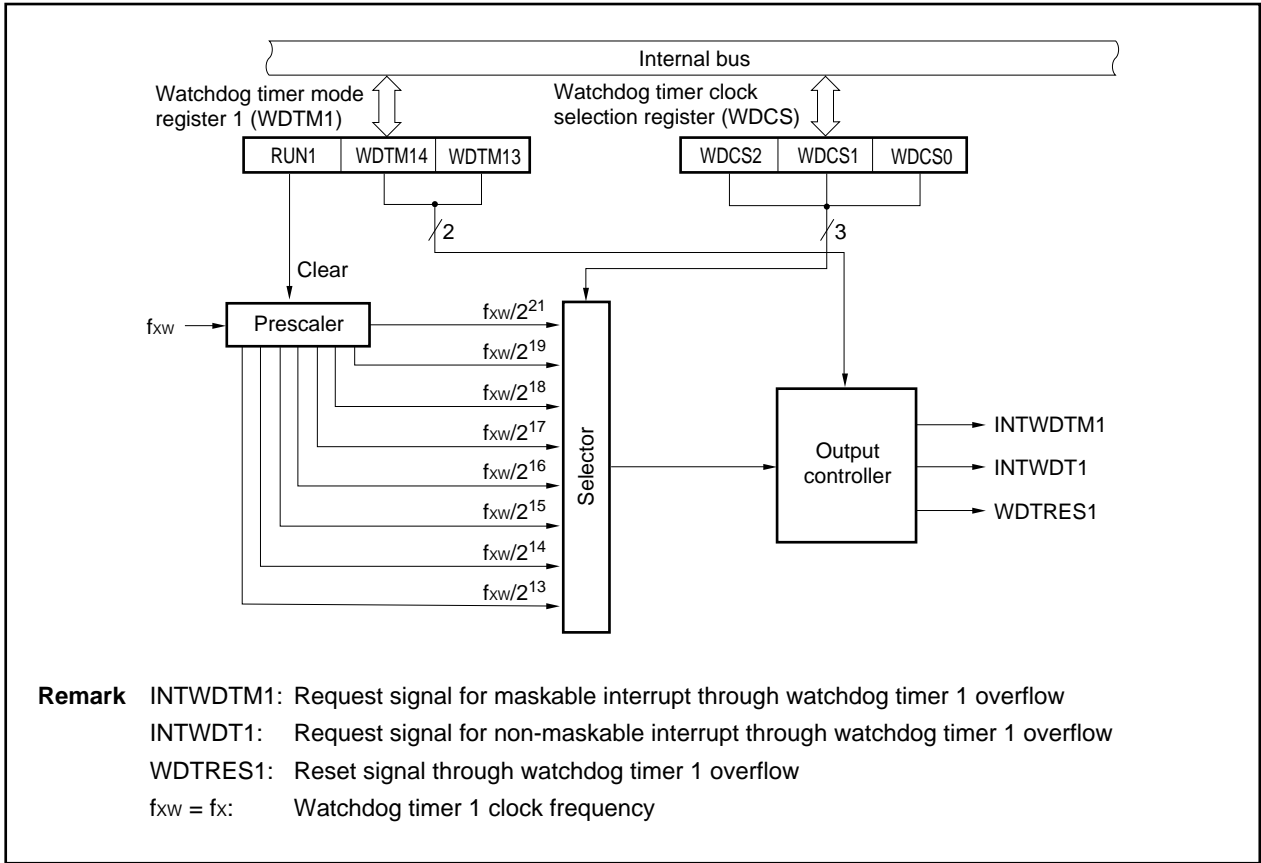 Internal bus
Watchdog timer mode
register 1 (WDTM1)
Watchdog timer clock
selection register (WDCS)
RUN1 WDTM14 WDTM13
WDCS2 WDCS1 WDCS0
2
3
Clear
fxw
Prescaler
fxw/2^21
fxw/2^19
fxw/2^18
fxw/2^17
fxw/2^16
fxw/2^15
fxw/2^14
fxw/2^13
Selector
Output
controller
INTWDTM1
INTWDT1
WDTRES1
Remark INTWDTM1: Request signal for maskable interrupt through watchdog timer 1 overflow
INTWDT1: Request signal for non-maskable interrupt through watchdog timer 1 overflow
WDTRES1: Reset signal through watchdog timer 1 overflow
fxw = fx: Watchdog timer 1 clock frequency